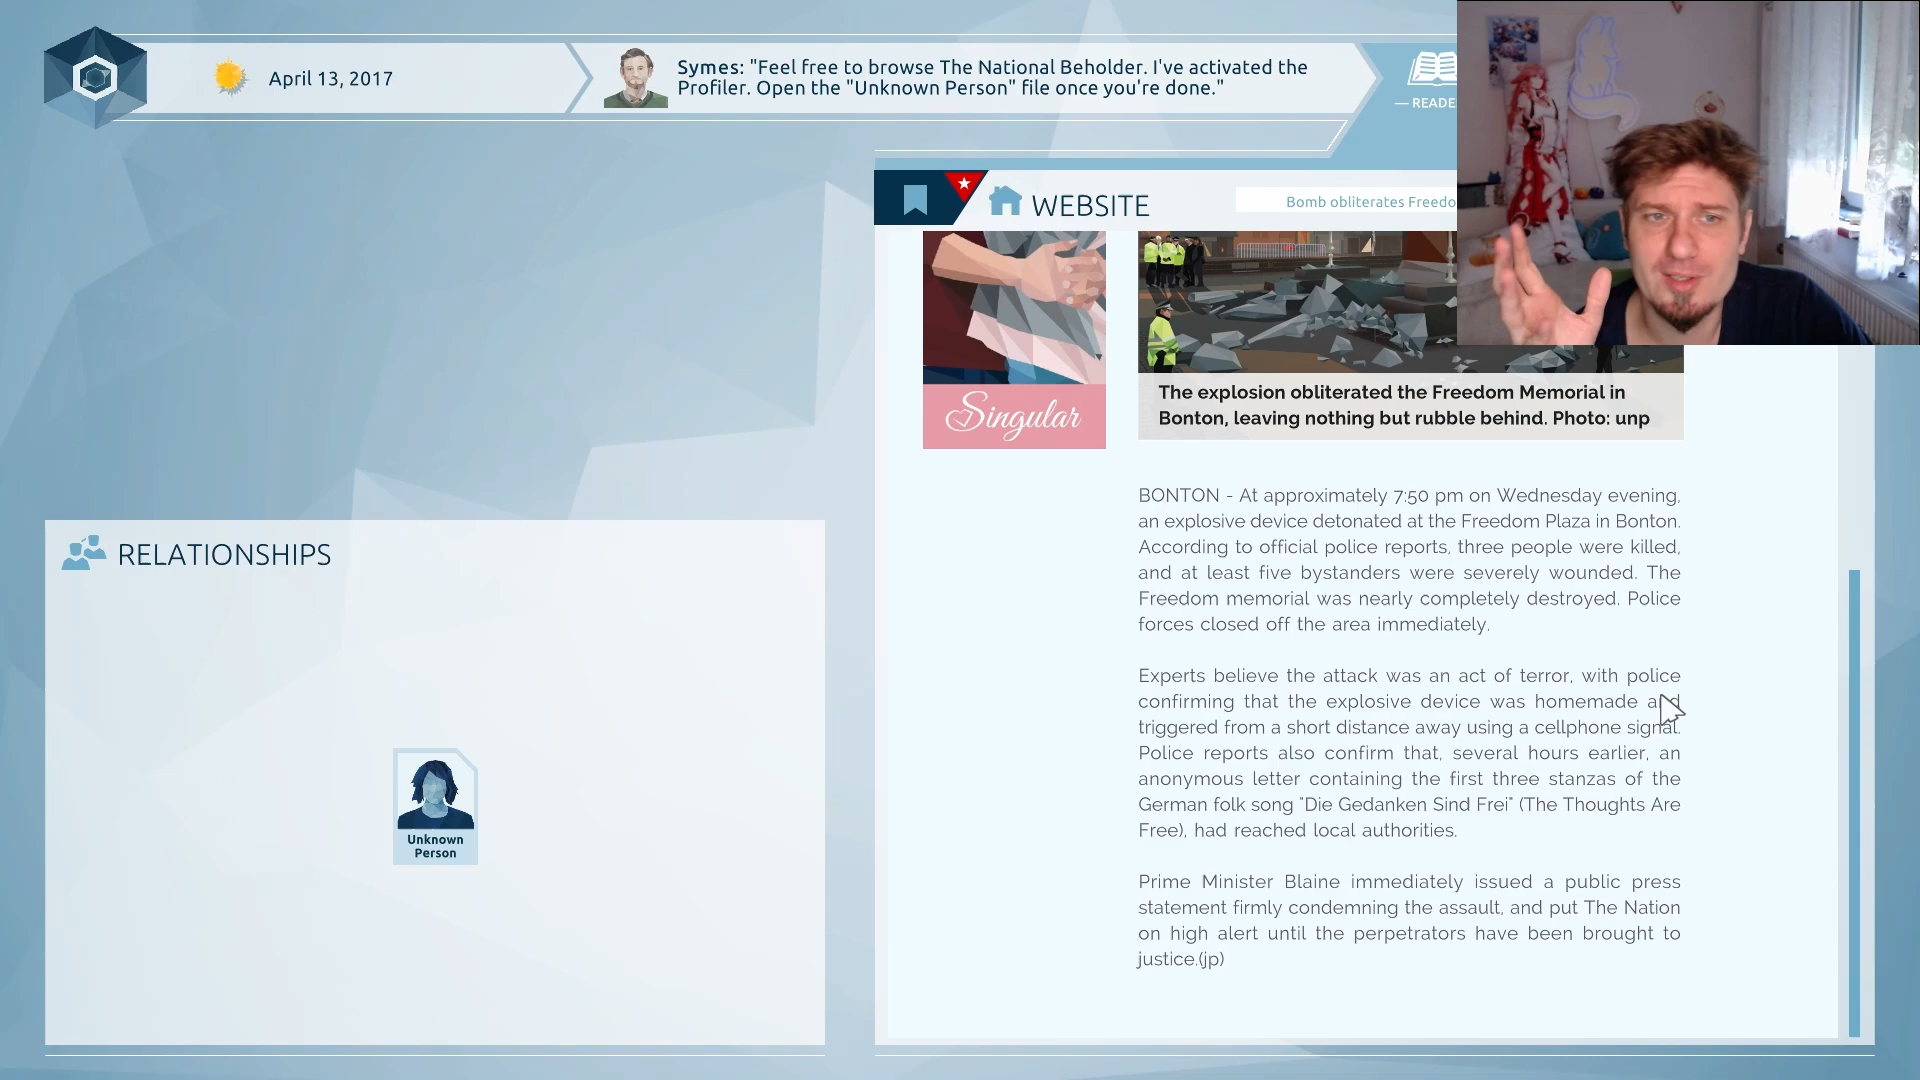 April 13, 2017
Symes: "Feel free to browse The National Beholder. I've activated the
Profiler. Open the "Unknown Person" file once you're done."
— READE
WEBSITE
Bomb obliterates Freedo
Singular
The explosion obliterated the Freedom Memorial in
Bonton, leaving nothing but rubble behind. Photo: unp
BONTON - At approximately 7:50 pm on Wednesday evening,
an explosive device detonated at the Freedom Plaza in Bonton.
According to official police reports, three people were killed,
and at least five bystanders were severely wounded. The
Freedom memorial was nearly completely destroyed. Police
forces closed off the area immediately.
Experts believe the attack was an act of terror, with police
confirming that the explosive device was homemade and
triggered from a short distance away using a cellphone signal.
Police reports also confirm that, several hours earlier, an
anonymous letter containing the first three stanzas of the
German folk song "Die Gedanken Sind Frei" (The Thoughts Are
Free), had reached local authorities.
Prime Minister Blaine immediately issued a public press
statement firmly condemning the assault, and put The Nation
on high alert until the perpetrators have been brought to
justice.(jp)
RELATIONSHIPS
Unknown
Person